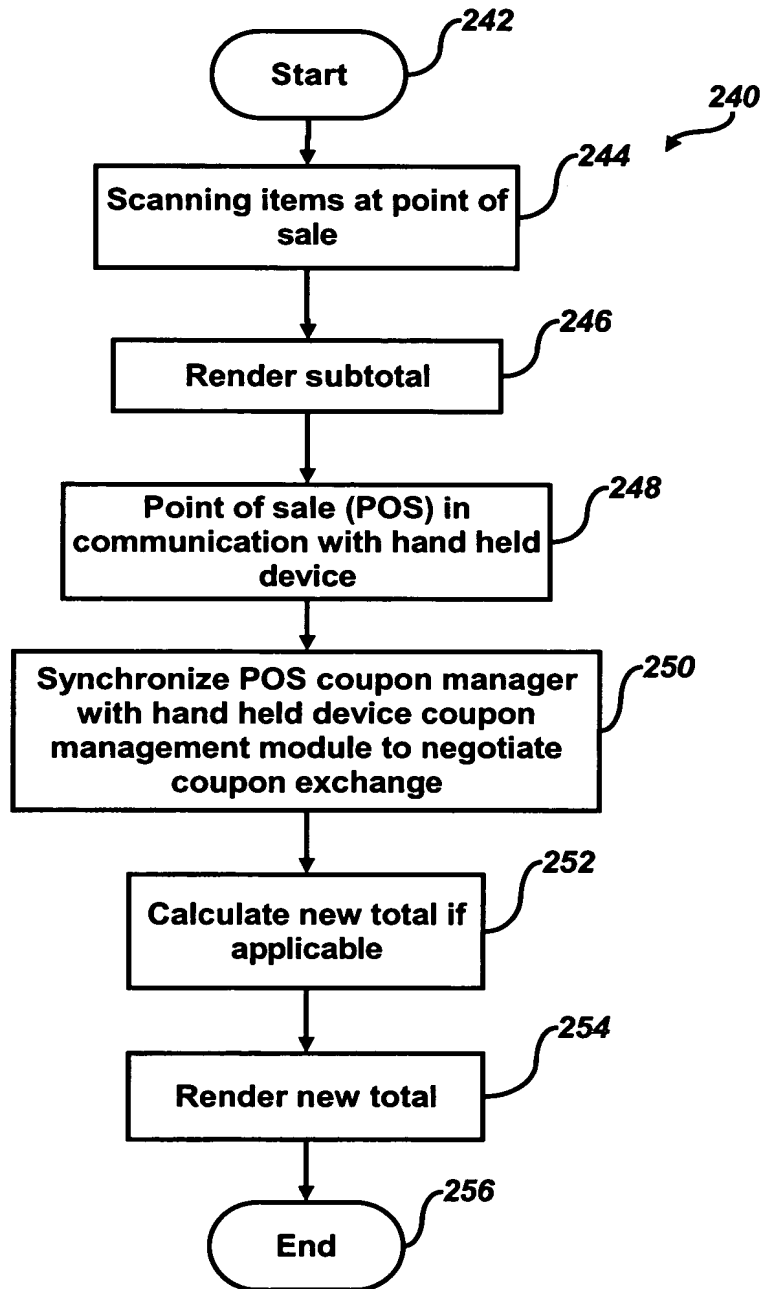 242
Start
240
244
Scanning items at point of
sale
246
Render subtotal
248
Point of sale (POS) in
communication with hand held
device
250
Synchronize POS coupon manager
with hand held device coupon
management module to negotiate
coupon exchange
252
Calculate new total if
applicable
254
Render new total
256
End